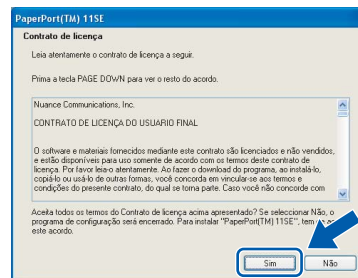 PaperPort(TM) 11SE
Contrato de licença
Leia atentamente o contrato de licença a seguir.
Prima a tecla PAGE DOWN para ver o resto do acordo.
Nuance Communications, Inc.
CONTRATO DE LICENÇA DO USUARIO FINAL
O software e materiais fornecidos mediante este contrato são licenciados e não vendidos,
e estão disponíveis para uso somente de acordo com os termos deste contrato de
licença. Por favor leia-o atentamente. Ao fazer o download do programa, ao instalá-lo,
copiá-lo ou usá-lo de outras formas, você concorda em vincular-se aos termos e
condições do presente contrato, do qual se torna parte. Caso você não concorde com
Aceita todos os termos do Contrato de licença acima apresentado? Se seleccionar Não, o
programa de configuração será encerrado. Para instalar "PaperPort(TM) 11SE", tem
este acordo.
Sim
Não